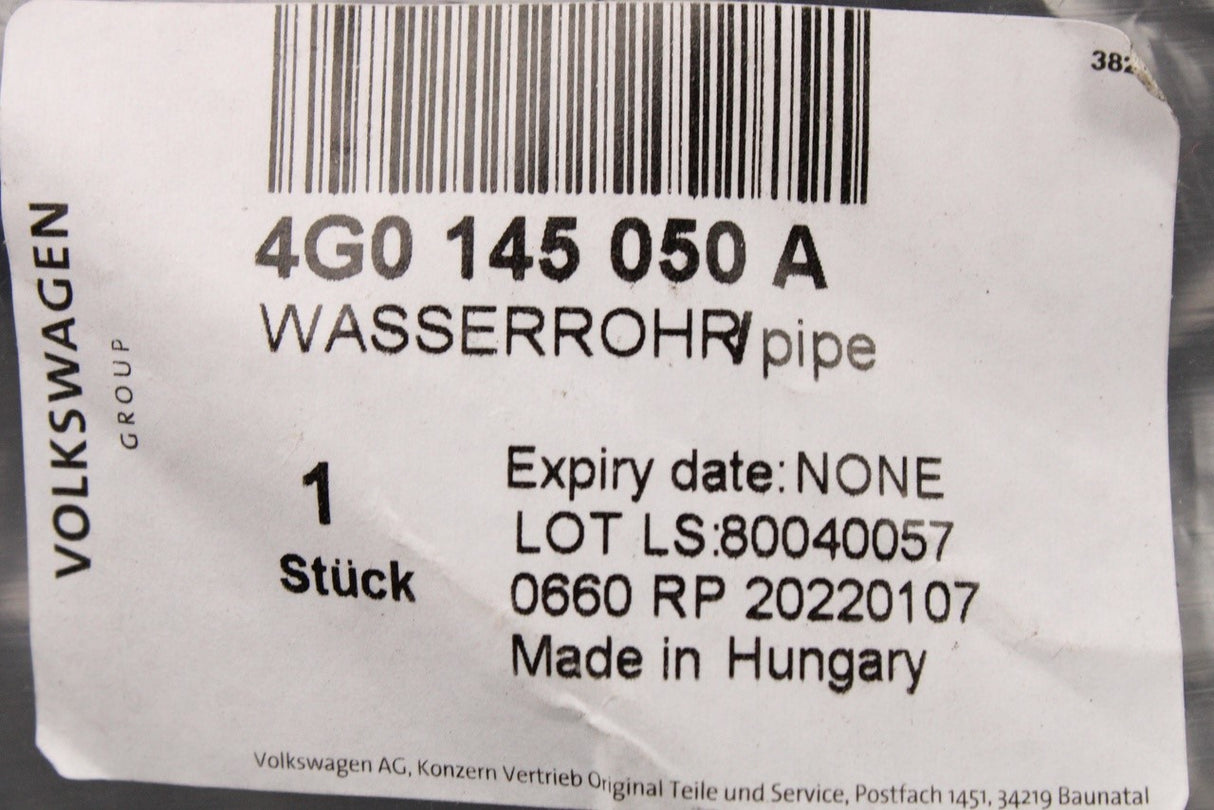 4G0 145 050 A
WASSERROHR/pipe
VOLKSWAGEN
GROUP
1
Stück
Expiry date: NONE
LOT LS:80040057
0660 RP 20220107
Made in Hungary
Volkswagen AG, Konzern Vertrieb Original Teile und Service, Postfach 1451, 34219 Baunatal